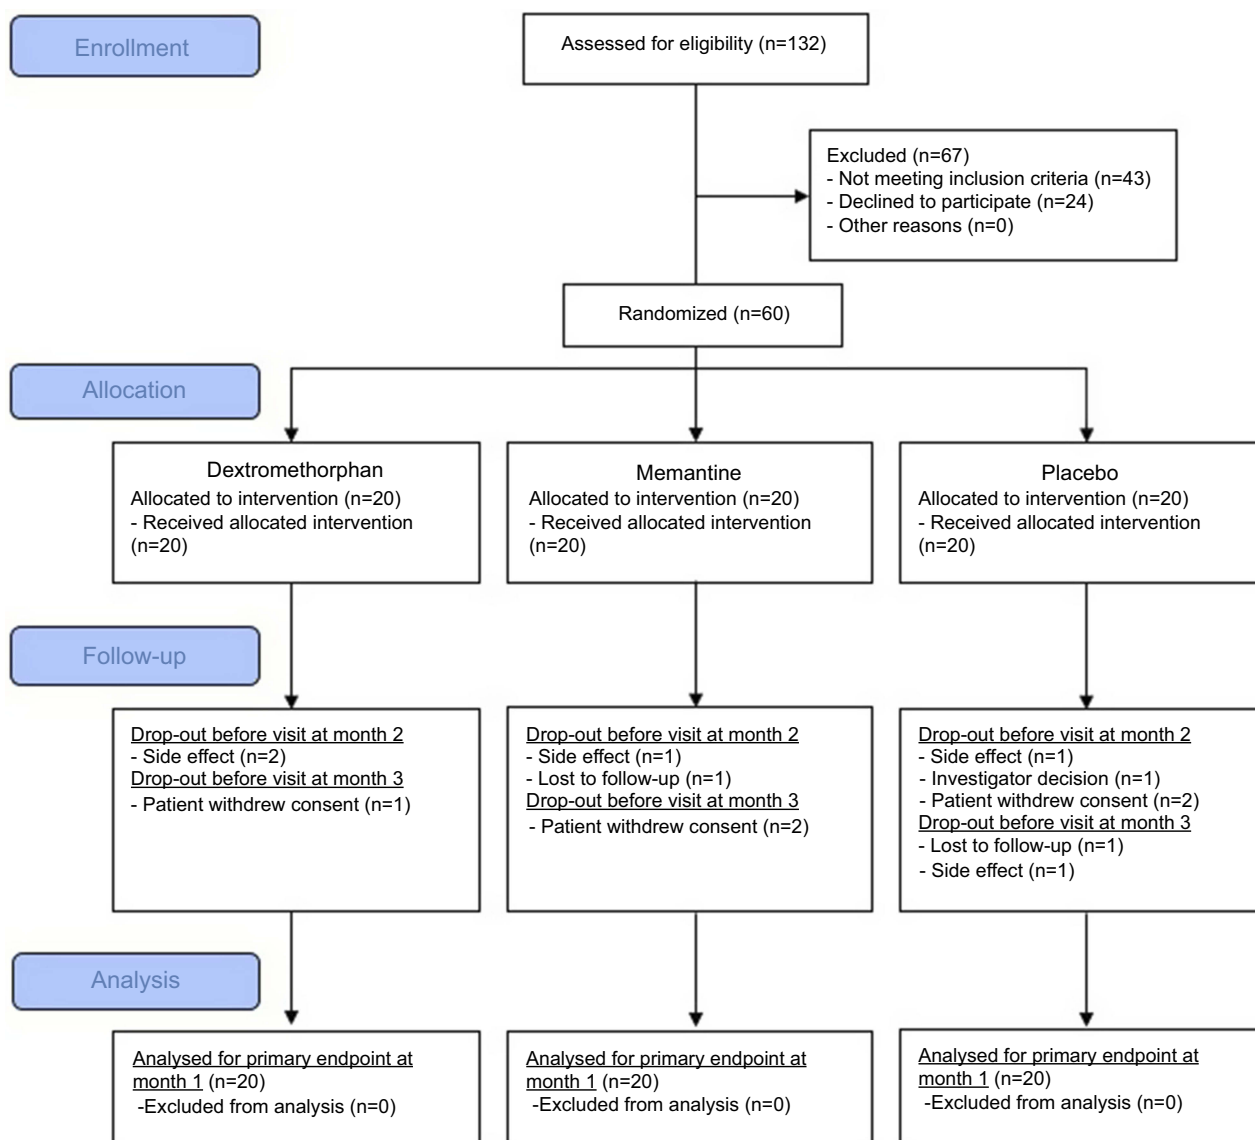 Enrollment
Assessed for eligibility (n=132)
Excluded (n=67)
- Not meeting inclusion criteria (n=43)
- Declined to participate (n=24)
- Other reasons (n=0)
Randomized (n=60)
Allocation
Dextromethorphan
Allocated to intervention (n=20)
- Received allocated intervention
(n=20)
Memantine
Allocated to intervention (n=20)
- Received allocated intervention
(n=20)
Placebo
Allocated to intervention (n=20)
- Received allocated intervention
(n=20)
Follow-up
Drop-out before visit at month 2
- Side effect (n=2)
Drop-out before visit at month 3
- Patient withdrew consent (n=1)
Drop-out before visit at month 2
- Side effect (n=1)
- Lost to follow-up (n=1)
Drop-out before visit at month 3
- Patient withdrew consent (n=2)
Drop-out before visit at month 2
- Side effect (n=1)
- Investigator decision (n=1)
- Patient withdrew consent (n=2)
Drop-out before visit at month 3
- Lost to follow-up (n=1)
- Side effect (n=1)
Analysis
Analysed for primary endpoint at
month 1 (n=20)
-Excluded from analysis (n=0)
Analysed for primary endpoint at
month 1 (n=20)
-Excluded from analysis (n=0)
Analysed for primary endpoint at
month 1 (n=20)
-Excluded from analysis (n=0)